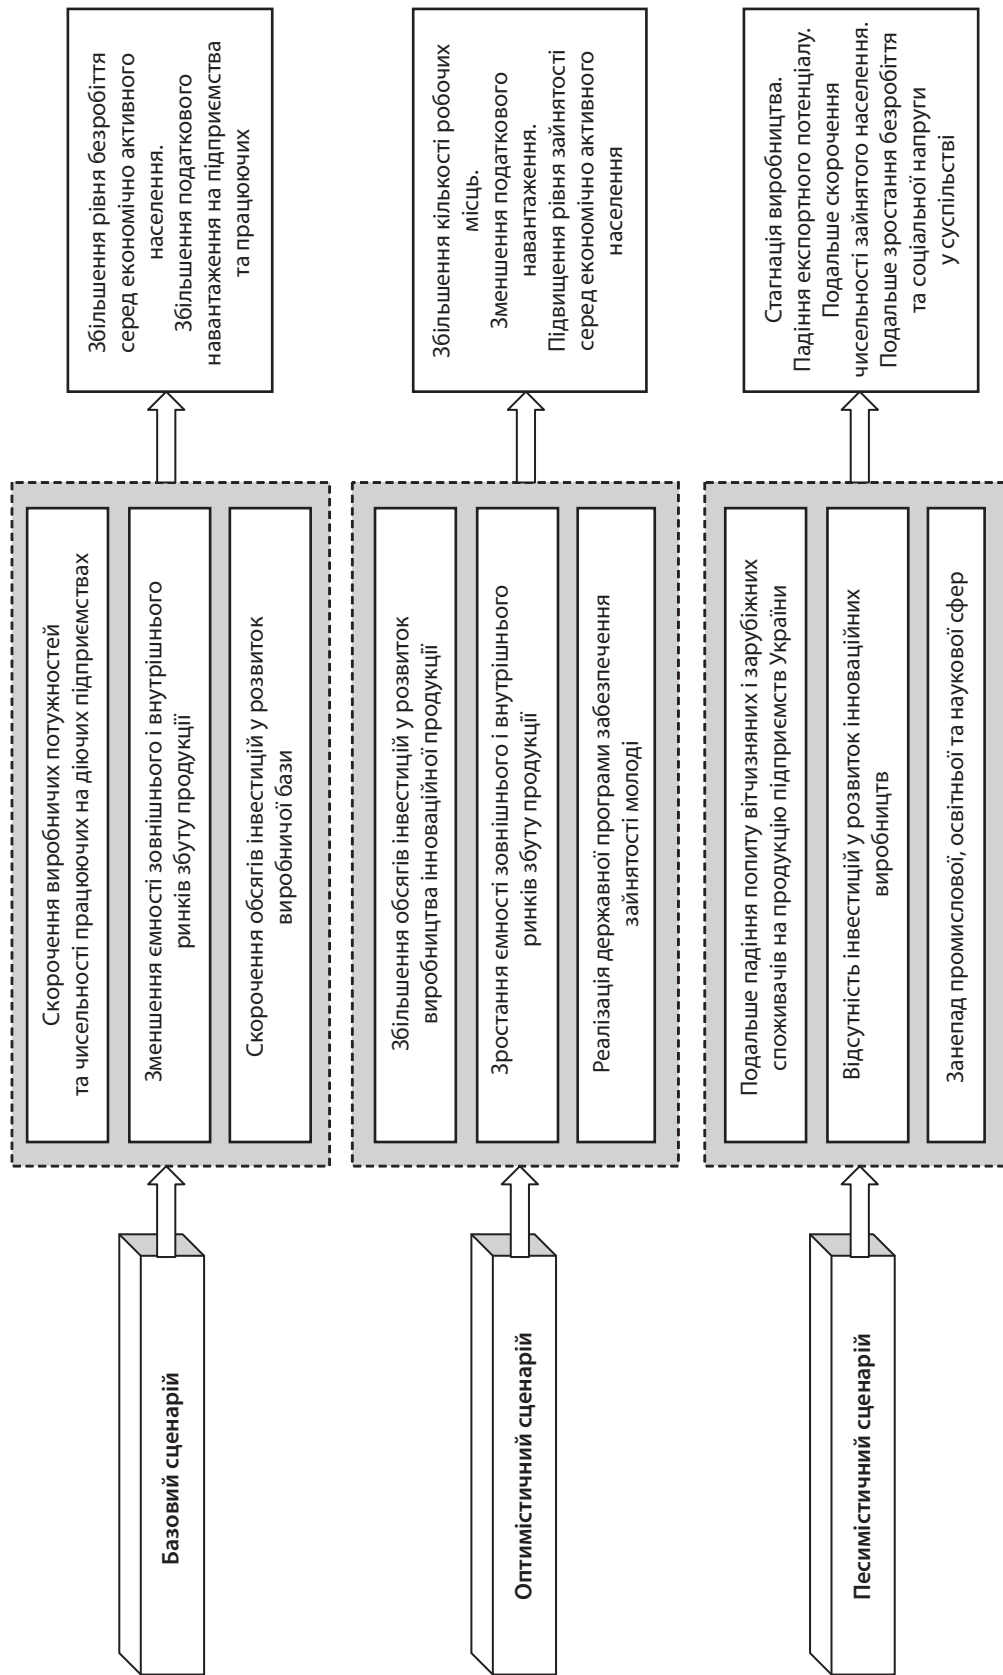 Базовий сценарій
Скорочення виробничих потужностей
та чисельності працюючих на діючих підприємствах
Зменшення ємності зовнішнього і внутрішнього
ринків збуту продукції
Скорочення обсягів інвестицій у розвиток
виробничої бази
Збільшення рівня безробіття
серед економічно активного
населення.
Збільшення податкового
навантаження на підприємства
та працюючих
Оптимістичний сценарій
Збільшення обсягів інвестицій у розвиток
виробництва інноваційної продукції
Зростання ємності зовнішнього і внутрішнього
ринків збуту продукції
Реалізація державної програми забезпечення
зайнятості молоді
Збільшення кількості робочих
місць.
Зменшення податкового
навантаження.
Підвищення рівня зайнятості
серед економічно активного
населення
Песимістичний сценарій
Подальше падіння попиту вітчизняних і зарубіжних
споживачів на продукцію підприємств України
Відсутність інвестицій у розвиток інноваційних
виробництв
Занепад промислової, освітньої та наукової сфер
Стагнація виробництва.
Падіння експортного потенціалу.
Подальше скорочення
чисельності зайнятого населення.
Подальше зростання безробіття
та соціальної напруги
у суспільстві